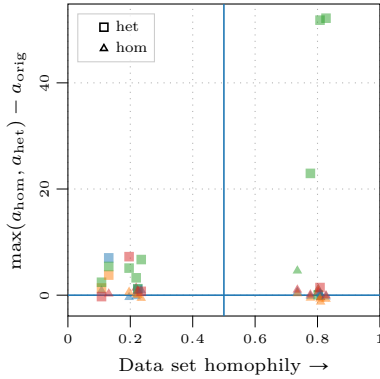 het
hom
max(a_hom, a_het) − a_orig
40
20
0
0 0.2 0.4 0.6 0.8 1
Data set homophily →